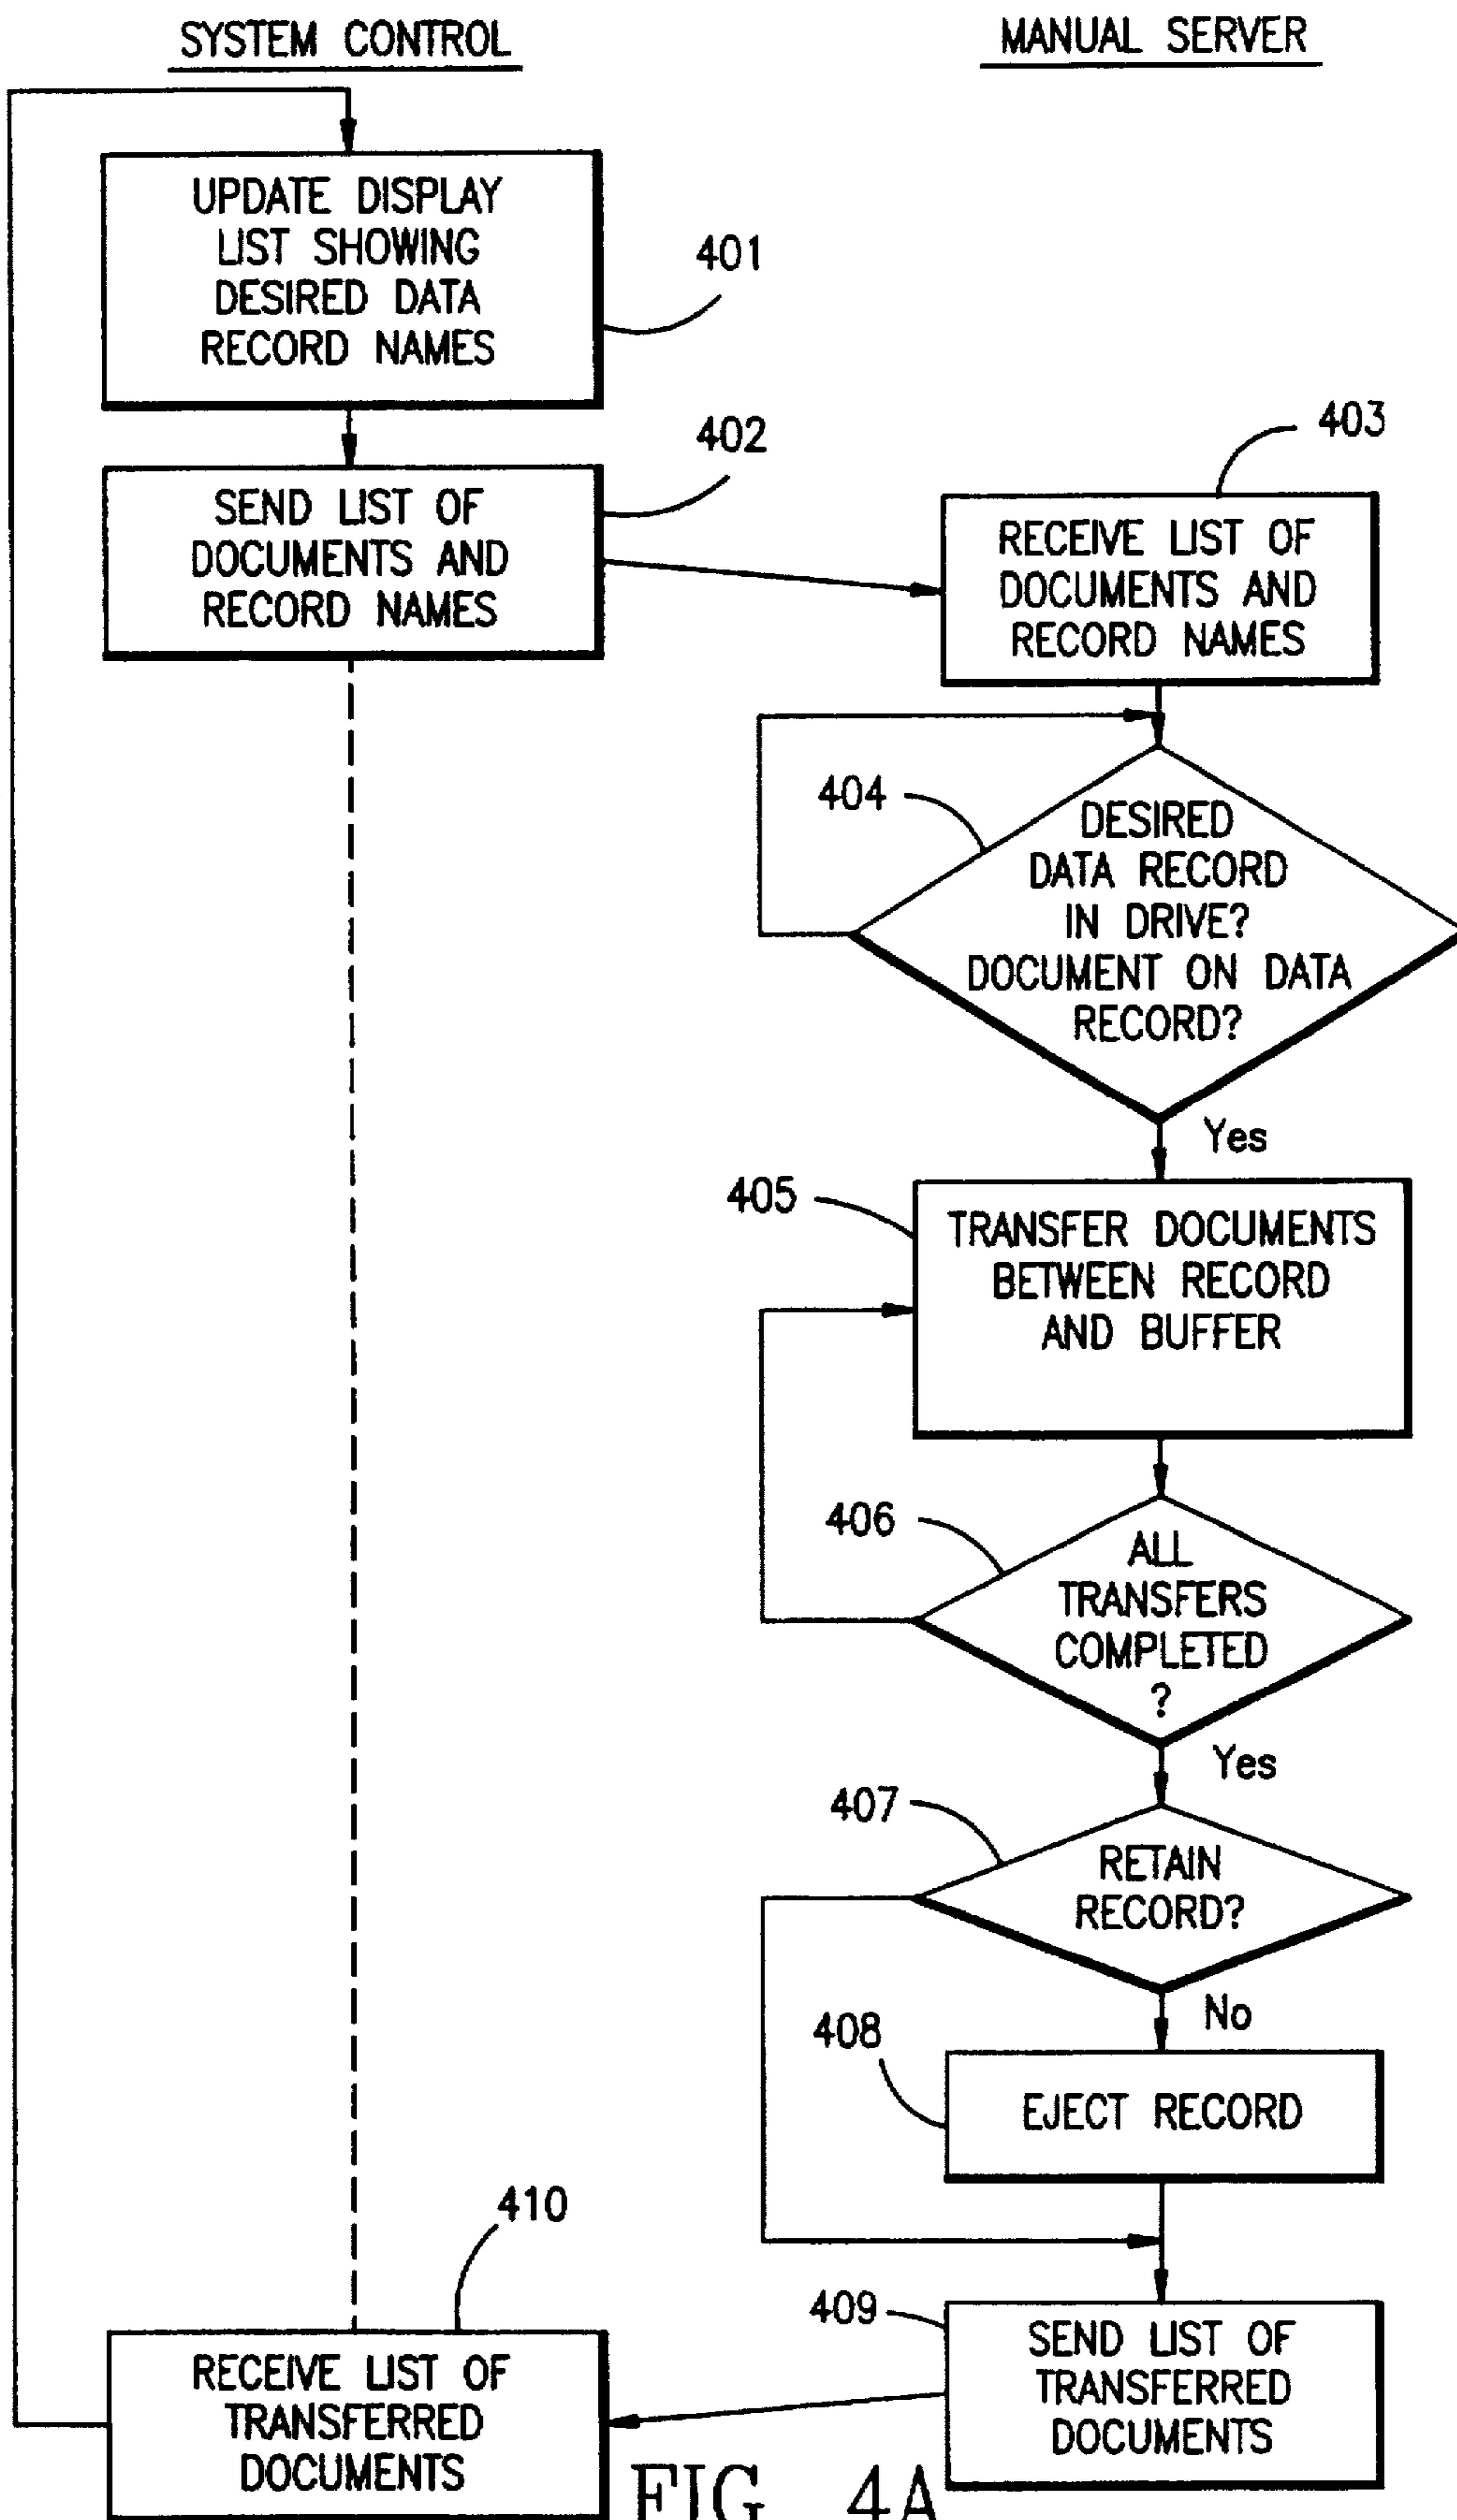 SYSTEM CONTROL
MANUAL SERVER
UPDATE DISPLAY
LIST SHOWING
DESIRED DATA
RECORD NAMES
401
402
SEND LIST OF
DOCUMENTS AND
RECORD NAMES
403
RECEIVE LIST OF
DOCUMENTS AND
RECORD NAMES
404
DESIRED
DATA RECORD
IN DRIVE?
DOCUMENT ON DATA
RECORD?
Yes
405
TRANSFER DOCUMENTS
BETWEEN RECORD
AND BUFFER
406
ALL
TRANSFERS
COMPLETED
?
Yes
407
RETAIN
RECORD?
No
408
EJECT RECORD
409
SEND LIST OF
TRANSFERRED
DOCUMENTS
410
RECEIVE LIST OF
TRANSFERRED
DOCUMENTS
FIG. 4A